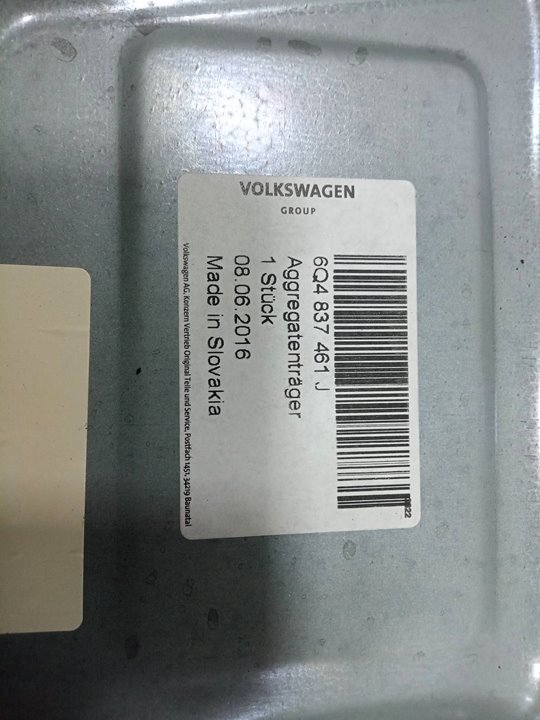 VOLKSWAGEN
GROUP
6Q4 837 461 J
Aggregatenträger
1 Stück
08.06.2016
Made in Slovakia
Volkswagen AG, Konzern Vertrieb Original Teile und Service, Postfach 1451, 34219 Baunatal